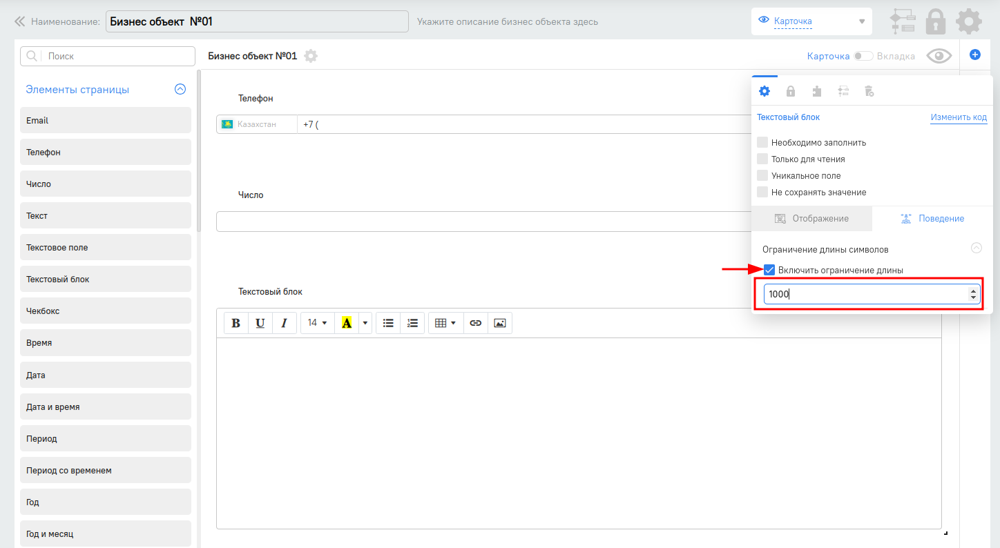 Наименование:
Бизнес объект №01
Укажите описание бизнес объекта здесь
Карточка
Поиск
Элементы страницы
Email
Телефон
Число
Текст
Текстовое поле
Текстовый блок
Чекбокс
Время
Дата
Дата и время
Период
Период со временем
Год
Год и месяц
Бизнес объект №01
Карточка
Вкладка
Телефон
Казахстан
+7 (
Число
Текстовый блок
B U I 14 A
Текстовый блок
Изменить код
Необходимо заполнить
Только для чтения
Уникальное поле
Не сохранять значение
Отображение
Поведение
Ограничение длины символов
Включить ограничение длины
1000